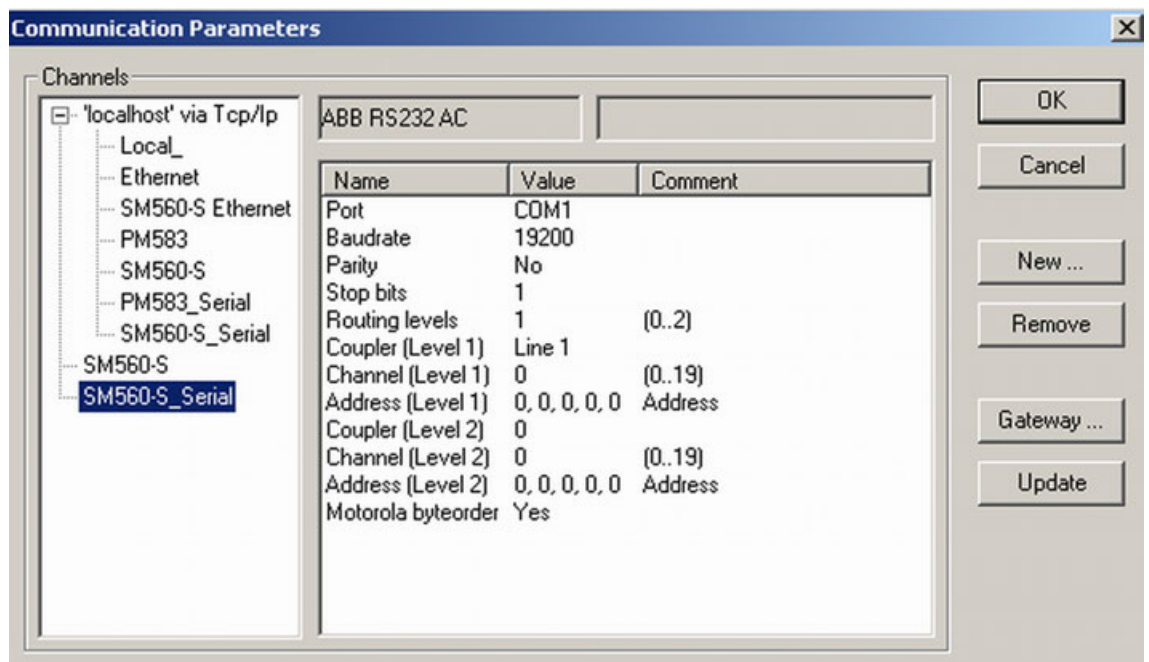 Communication Parameters
Channels
'localhost' via Tcp/Ip
Local_
Ethernet
SM560-S Ethernet
PM583
SM560-S
PM583_Serial
SM560-S_Serial
SM560-S
SM560-S_Serial
ABB RS232 AC
Name Value Comment
Port COM1
Baudrate 19200
Parity No
Stop bits 1
Routing levels 1 (0..2)
Coupler (Level 1) Line 1
Channel (Level 1) 0 (0..19)
Address (Level 1) 0, 0, 0, 0, 0 Address
Coupler (Level 2) 0
Channel (Level 2) 0 (0..19)
Address (Level 2) 0, 0, 0, 0, 0 Address
Motorola byteorder Yes
OK
Cancel
New ...
Remove
Gateway ...
Update